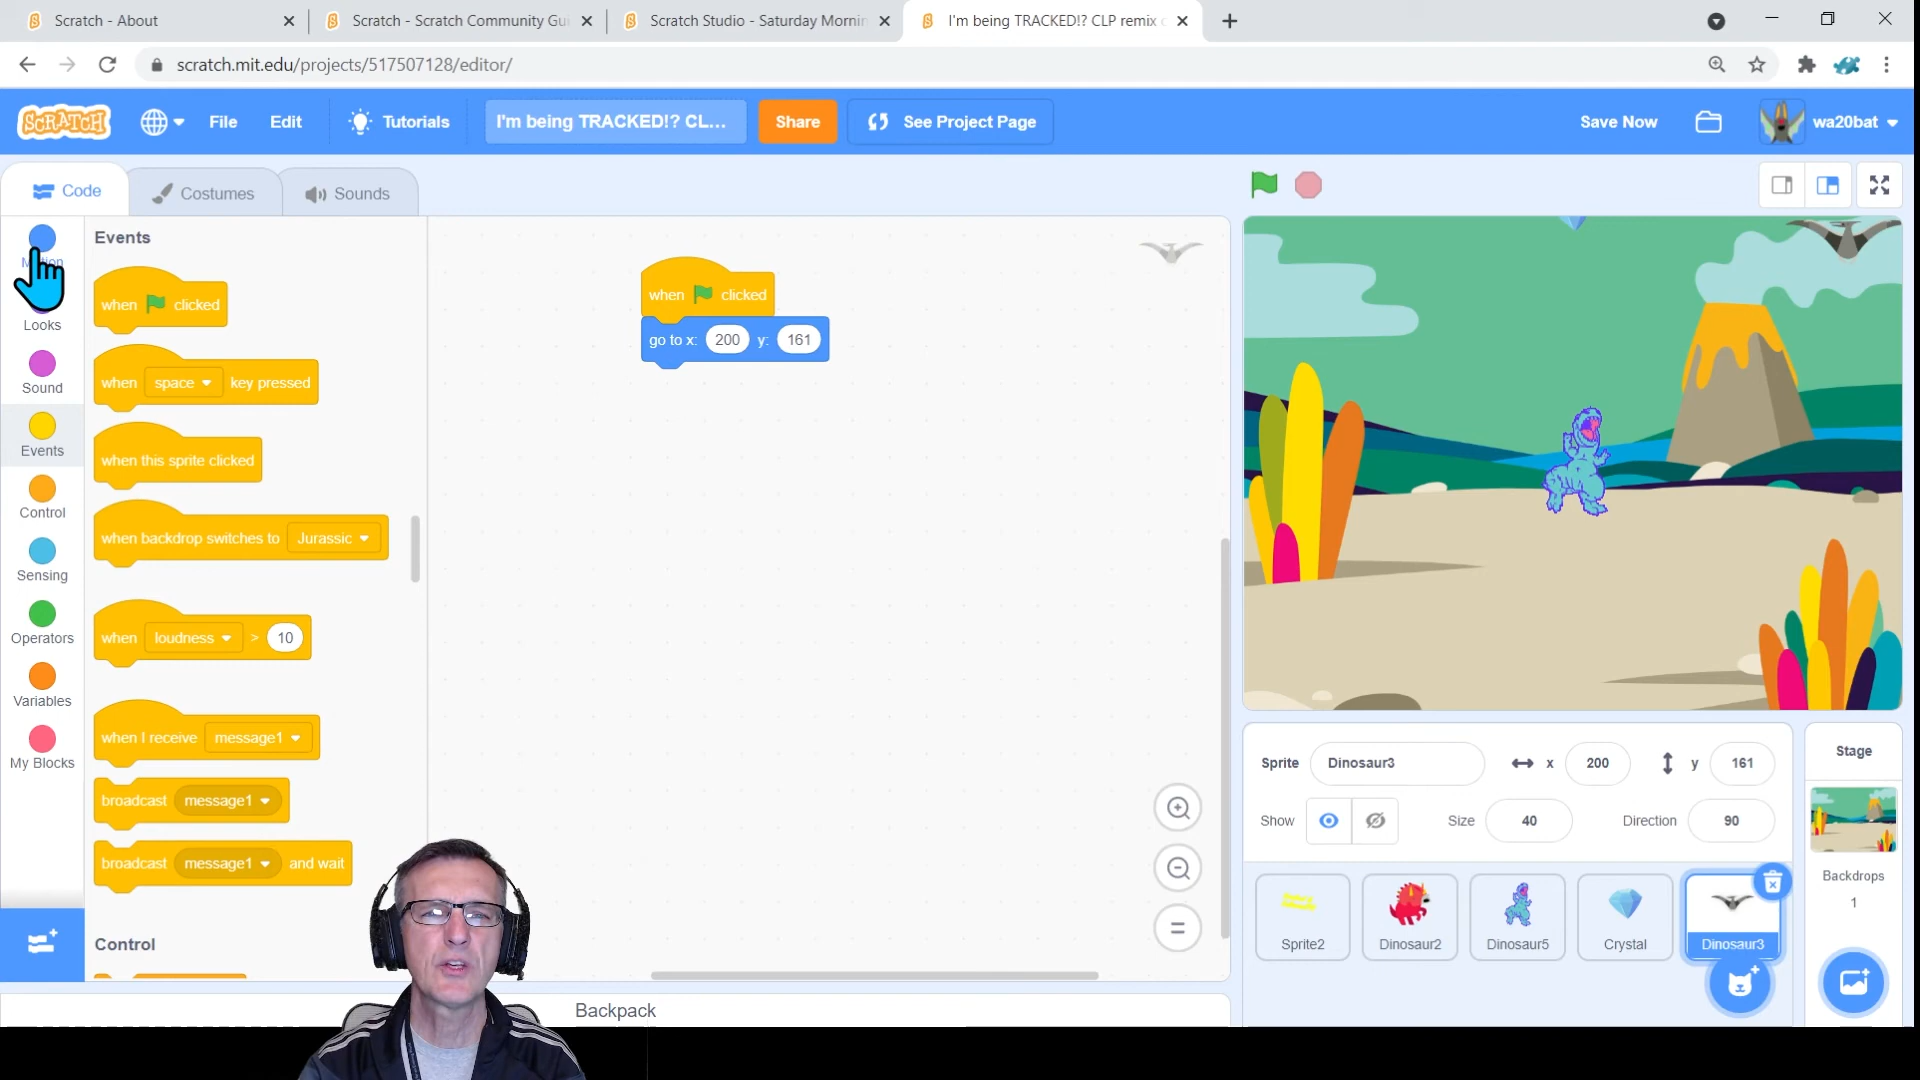 Scratch - About
Scratch - Scratch Community Gu
Scratch Studio - Saturday Mornin
I'm being TRACKED!? CLP remix
scratch.mit.edu/projects/517507128/editor/
SCRATCH
File
Edit
Tutorials
I'm being TRACKED!? CL...
Share
See Project Page
Save Now
wa20bat
Code
Costumes
Sounds
Looks
Sound
Events
Control
Sensing
Operators
Variables
My Blocks
Events
when clicked
when space key pressed
when this sprite clicked
when backdrop switches to Jurassic
when loudness > 10
when I receive message1
broadcast message1
broadcast message1 and wait
Control
when clicked
go to x: 200 y: 161
Backpack
Sprite Dinosaur3 x 200 y 161
Show Size 40 Direction 90
Sprite2
Dinosaur2
Dinosaur5
Crystal
Dinosaur3
Stage
Backdrops
1